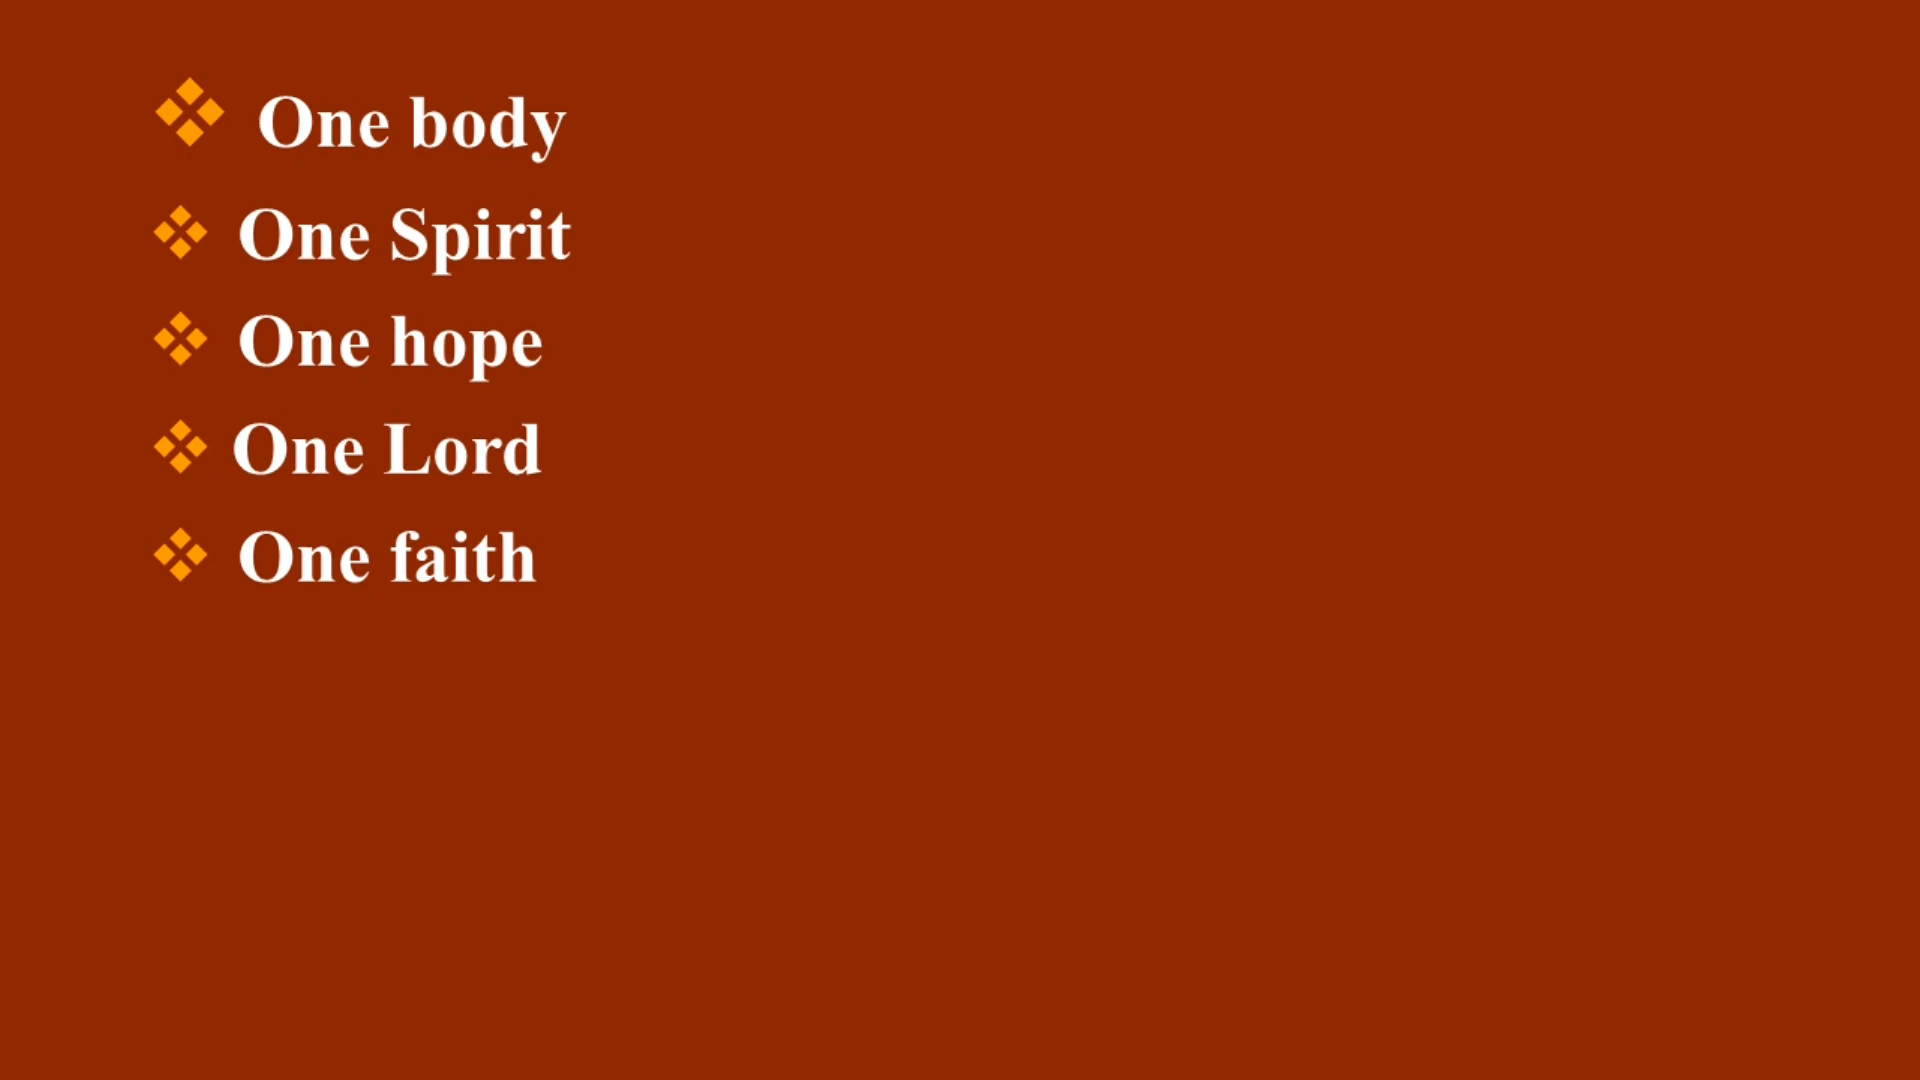 ❖ One body
❖ One Spirit
❖ One hope
❖ One Lord
❖ One faith